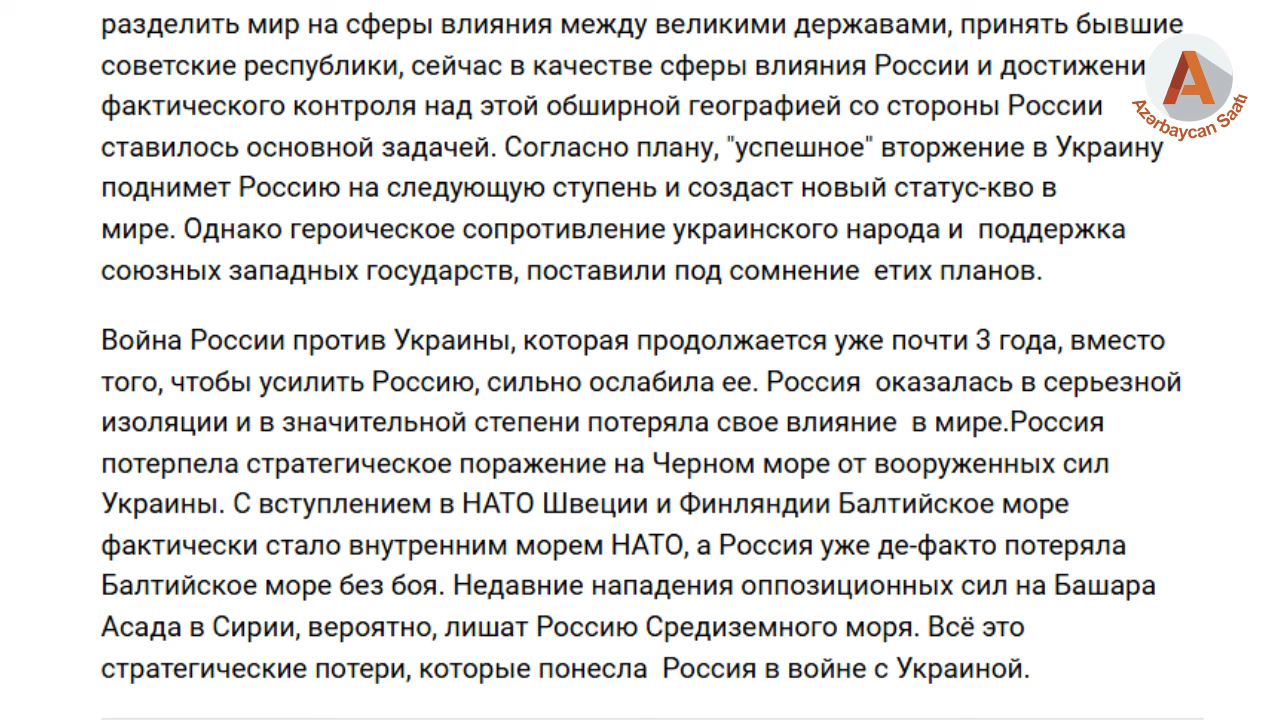 разделить мир на сферы влияния между великими державами, принять бывшие
советские республики, сейчас в качестве сферы влияния России и достижени
фактического контроля над этой обширной географией со стороны России
ставилось основной задачей. Согласно плану, "успешное" вторжение в Украину
поднимет Россию на следующую ступень и создаст новый статус-кво в
мире. Однако героическое сопротивление украинского народа и  поддержка
союзных западных государств, поставили под сомнение  етих планов.
Война России против Украины, которая продолжается уже почти 3 года, вместо
того, чтобы усилить Россию, сильно ослабила ее. Россия  оказалась в серьезной
изоляции и в значительной степени потеряла свое влияние  в мире.Россия
потерпела стратегическое поражение на Черном море от вооруженных сил
Украины. С вступлением в НАТО Швеции и Финляндии Балтийское море
фактически стало внутренним морем НАТО, а Россия уже де-факто потеряла
Балтийское море без боя. Недавние нападения оппозиционных сил на Башара
Асада в Сирии, вероятно, лишат Россию Средиземного моря. Всё это
стратегические потери, которые понесла  Россия в войне с Украиной.
A
Azərbaycan Saatı